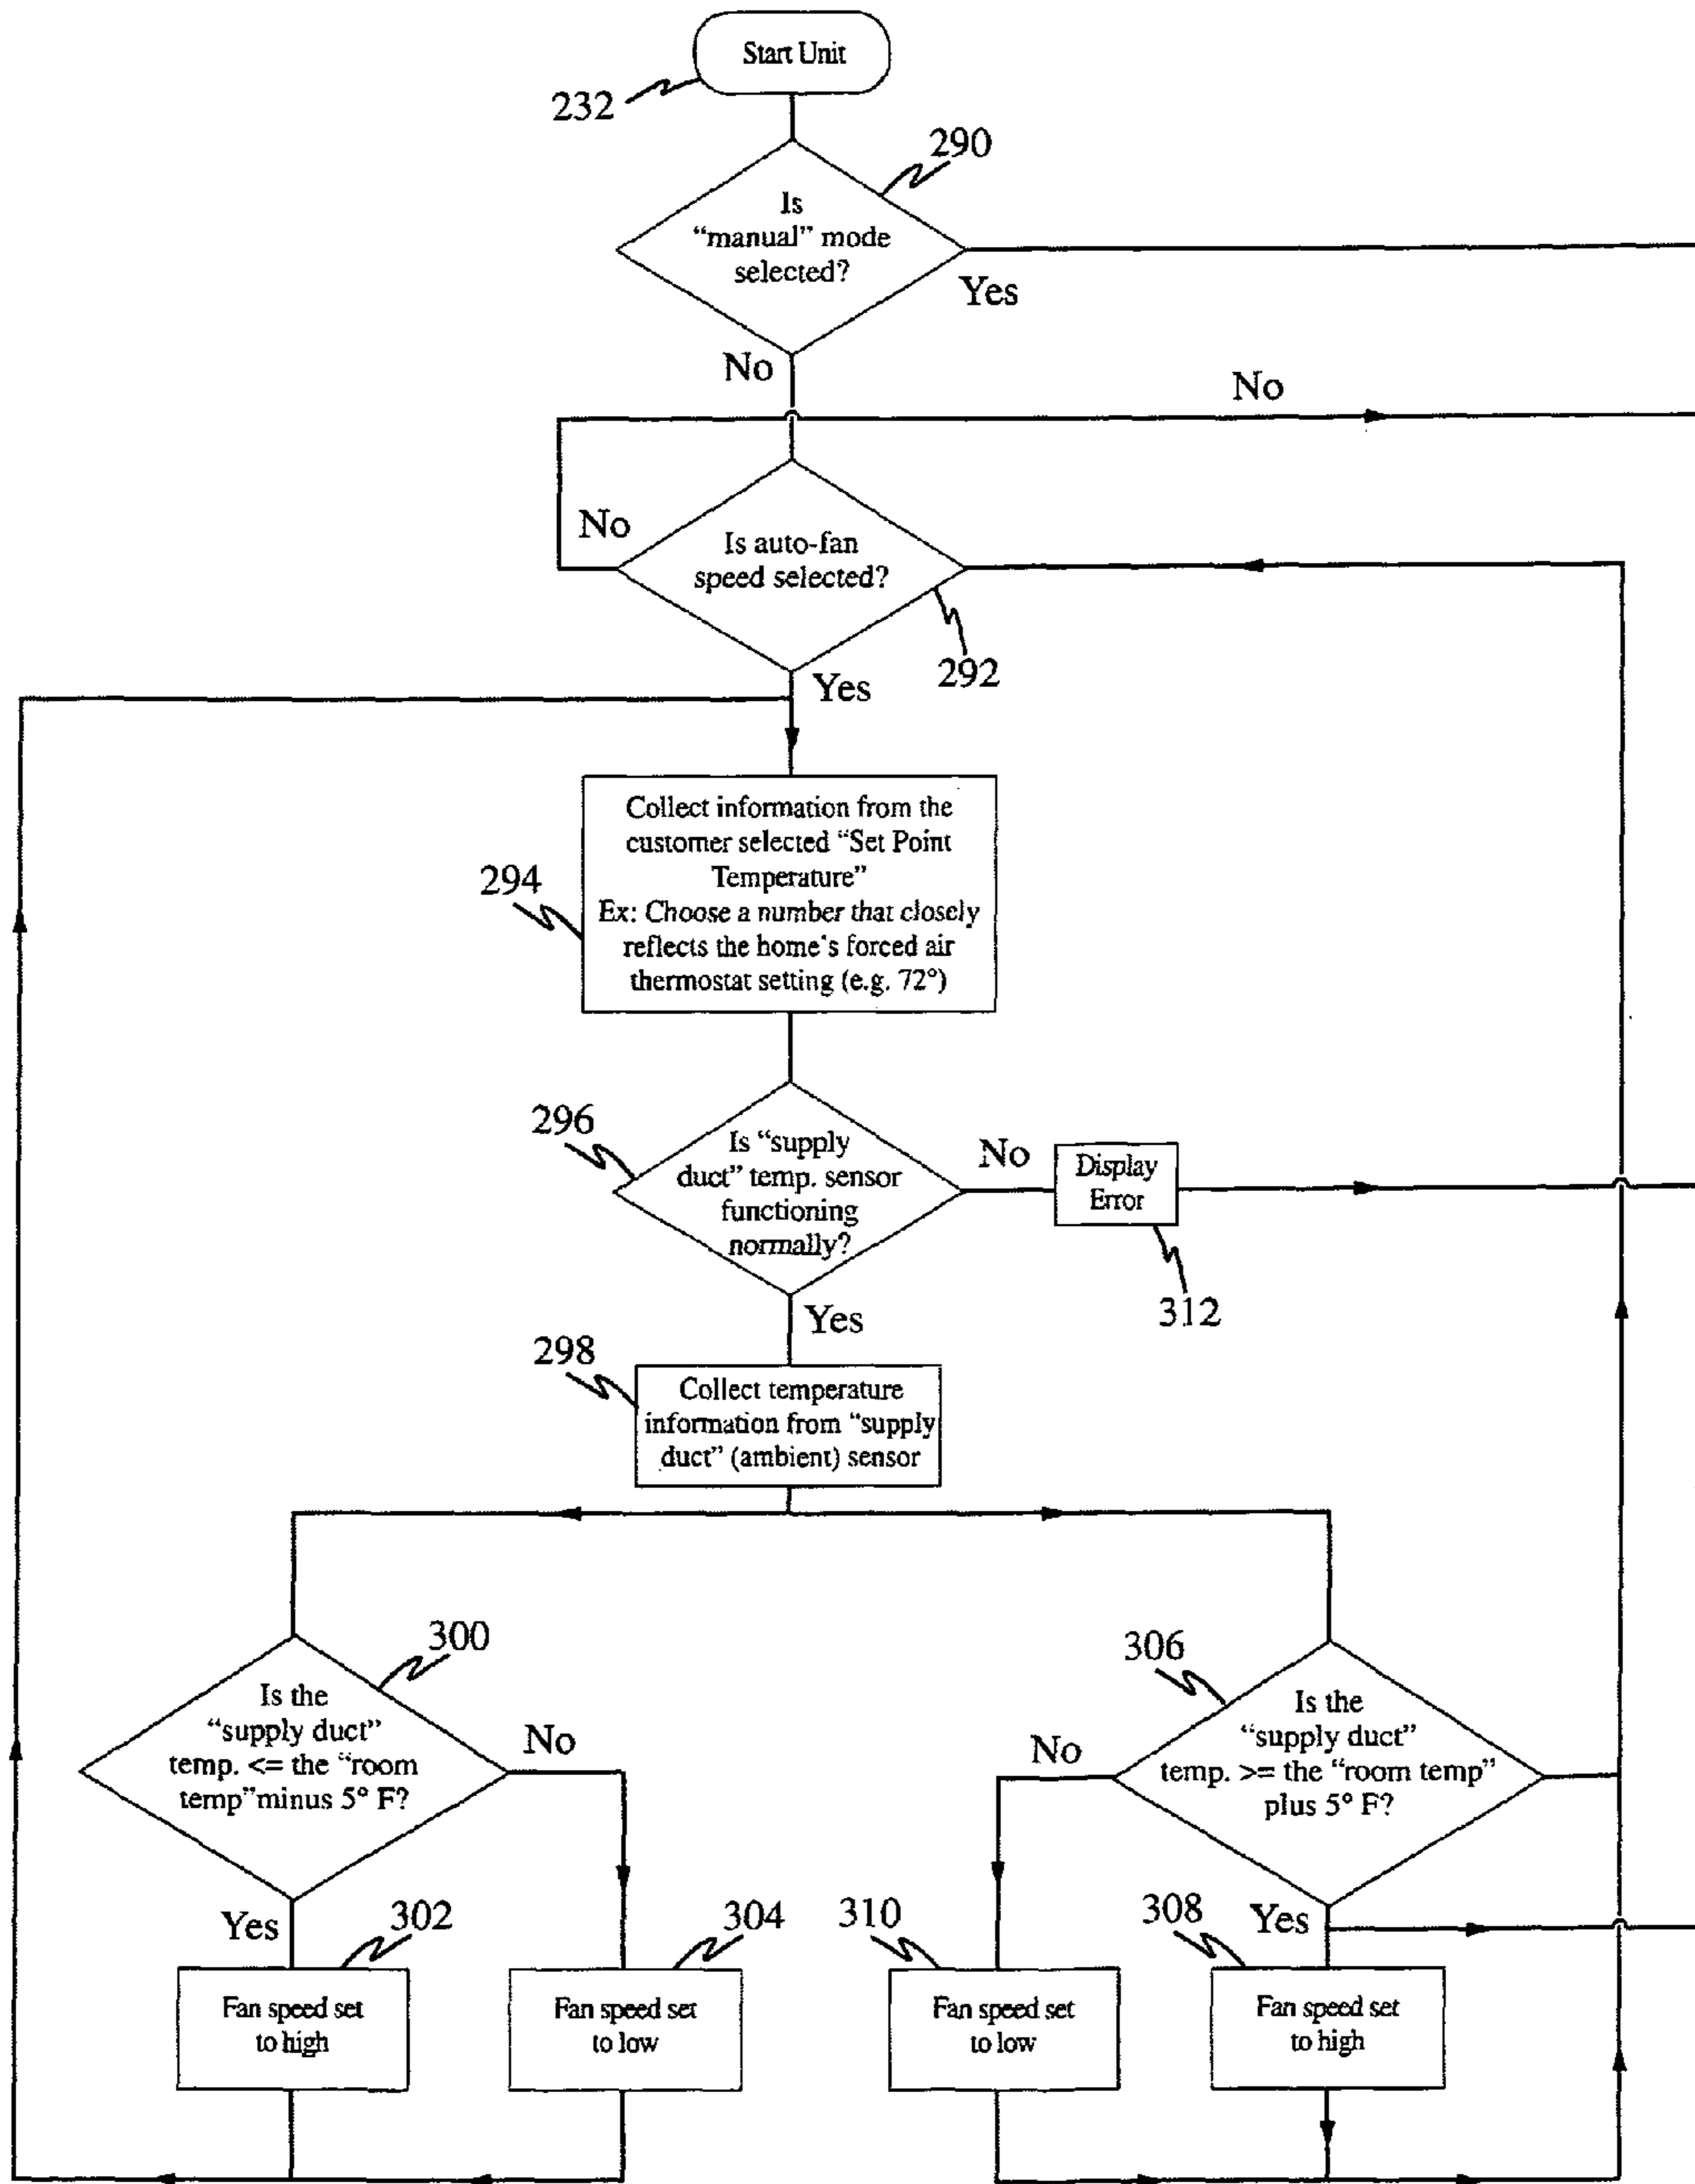 Start Unit
232
290
Is
“manual” mode
selected?
Yes
No
No
No
Is auto-fan
speed selected?
292
Yes
Collect information from the
customer selected “Set Point
Temperature”
Ex: Choose a number that closely
reflects the home's forced air
thermostat setting (e.g. 72°)
294
296
Is “supply
duct” temp. sensor
functioning
normally?
No
Display
Error
312
Yes
298
Collect temperature
information from “supply
duct” (ambient) sensor
300
Is the
“supply duct”
temp. <= the “room
temp”minus 5° F?
No
Yes
302
304
Fan speed set
to high
Fan speed set
to low
306
Is the
“supply duct”
temp. >= the “room temp”
plus 5° F?
No
Yes
310
308
Fan speed set
to low
Fan speed set
to high